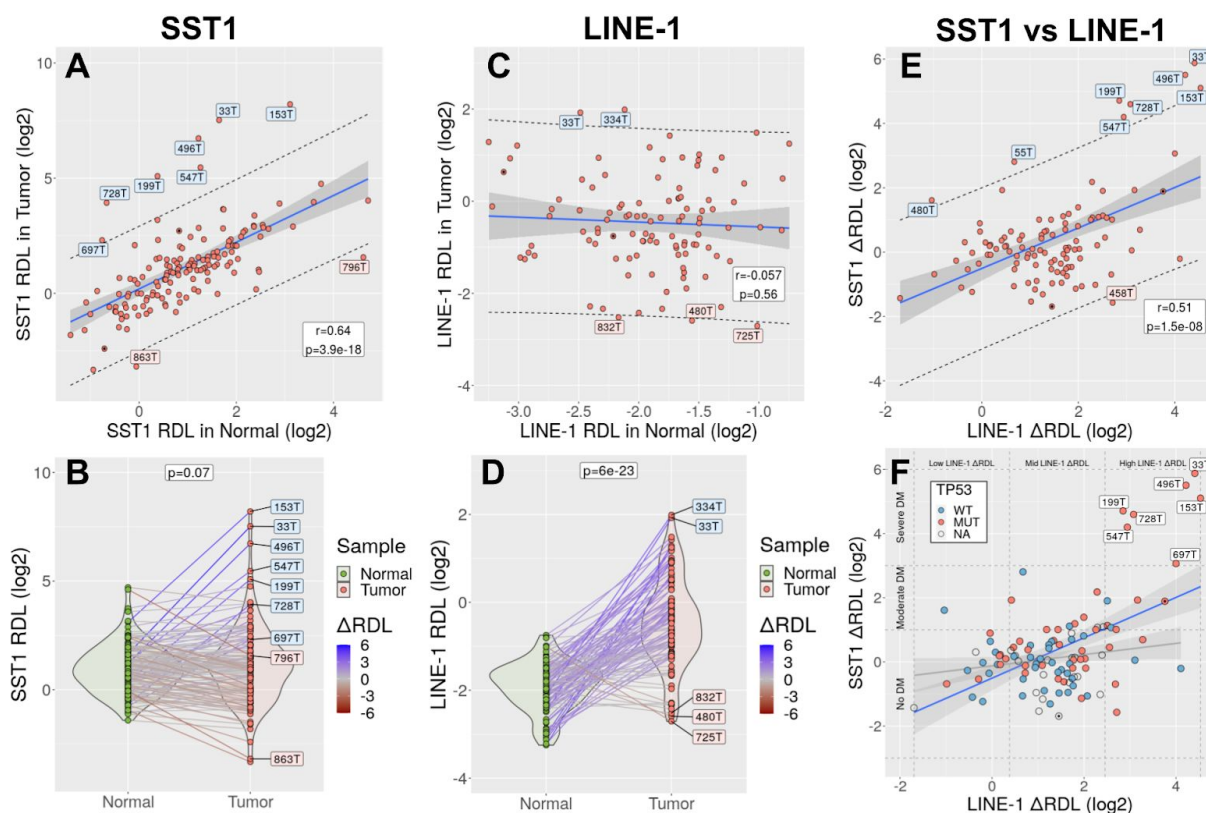 SST1
LINE-1
SST1 vs LINE-1
A
SST1 RDL in Tumor (log2)
10
5
0
33T
153T
496T
547T
199T
728T
697T
796T
863T
r=0.64
p=3.9e-18
0
2
4
SST1 RDL in Normal (log2)
C
LINE-1 RDL in Tumor (log2)
2
0
-2
-4
33T
334T
r=-0.057
p=0.56
480T
832T
725T
-3.0
-2.5
-2.0
-1.5
-1.0
LINE-1 RDL in Normal (log2)
E
SST1 ΔRDL (log2)
6
4
2
0
-2
-4
33T
496T
199T
153T
728T
547T
55T
480T
458T
r=0.51
p=1.5e-08
-2
0
2
4
LINE-1 ΔRDL (log2)
B
p=0.07
SST1 RDL (log2)
10
5
0
153T
33T
496T
547T
199T
728T
697T
796T
863T
Normal
Tumor
Sample
Normal
Tumor
ΔRDL
6
3
0
-3
-6
D
p=6e-23
LINE-1 RDL (log2)
2
0
-2
-4
334T
33T
832T
480T
725T
Normal
Tumor
Sample
Normal
Tumor
ΔRDL
6
3
0
-3
-6
F
Low LINE-1 ΔRDL
Mid LINE-1 ΔRDL
High LINE-1 ΔRDL
SST1 ΔRDL (log2)
6
4
2
0
-2
Severe DM
Moderate DM
No DM
TP53
WT
MUT
NA
33T
496T
199T
153T
728T
547T
697T
-2
0
2
4
LINE-1 ΔRDL (log2)